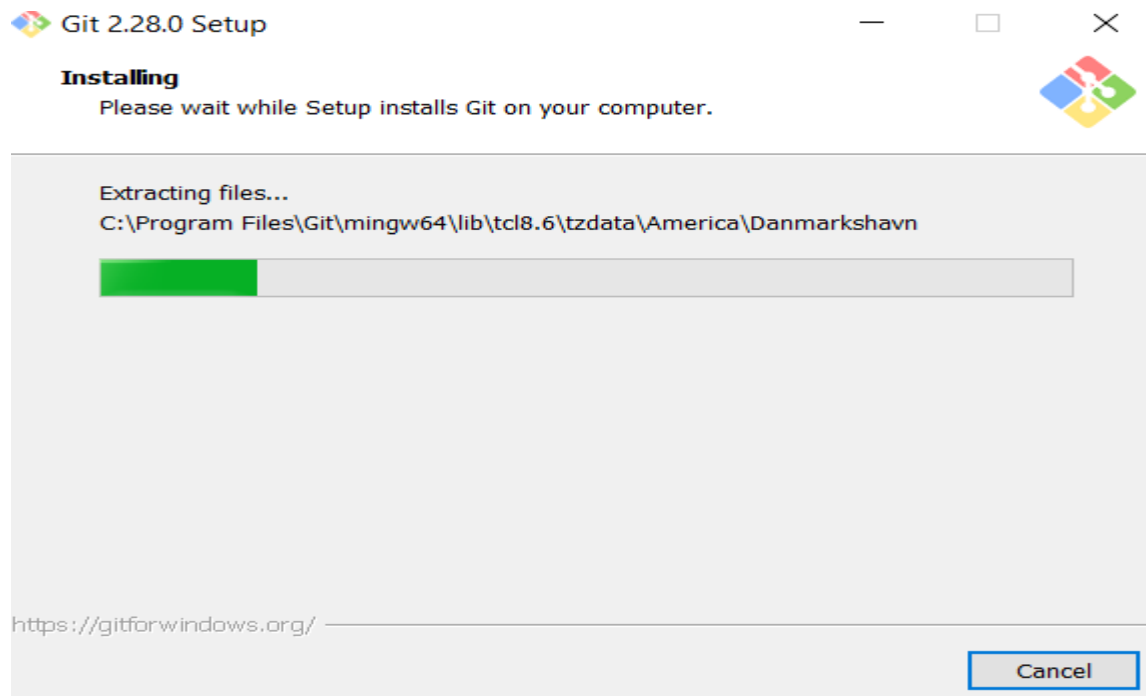 Git 2.28.0 Setup
Installing
Please wait while Setup installs Git on your computer.
Extracting files...
C:\Program Files\Git\mingw64\lib\tcl8.6\tzdata\America\Danmarkshavn
https://gitforwindows.org/
Cancel